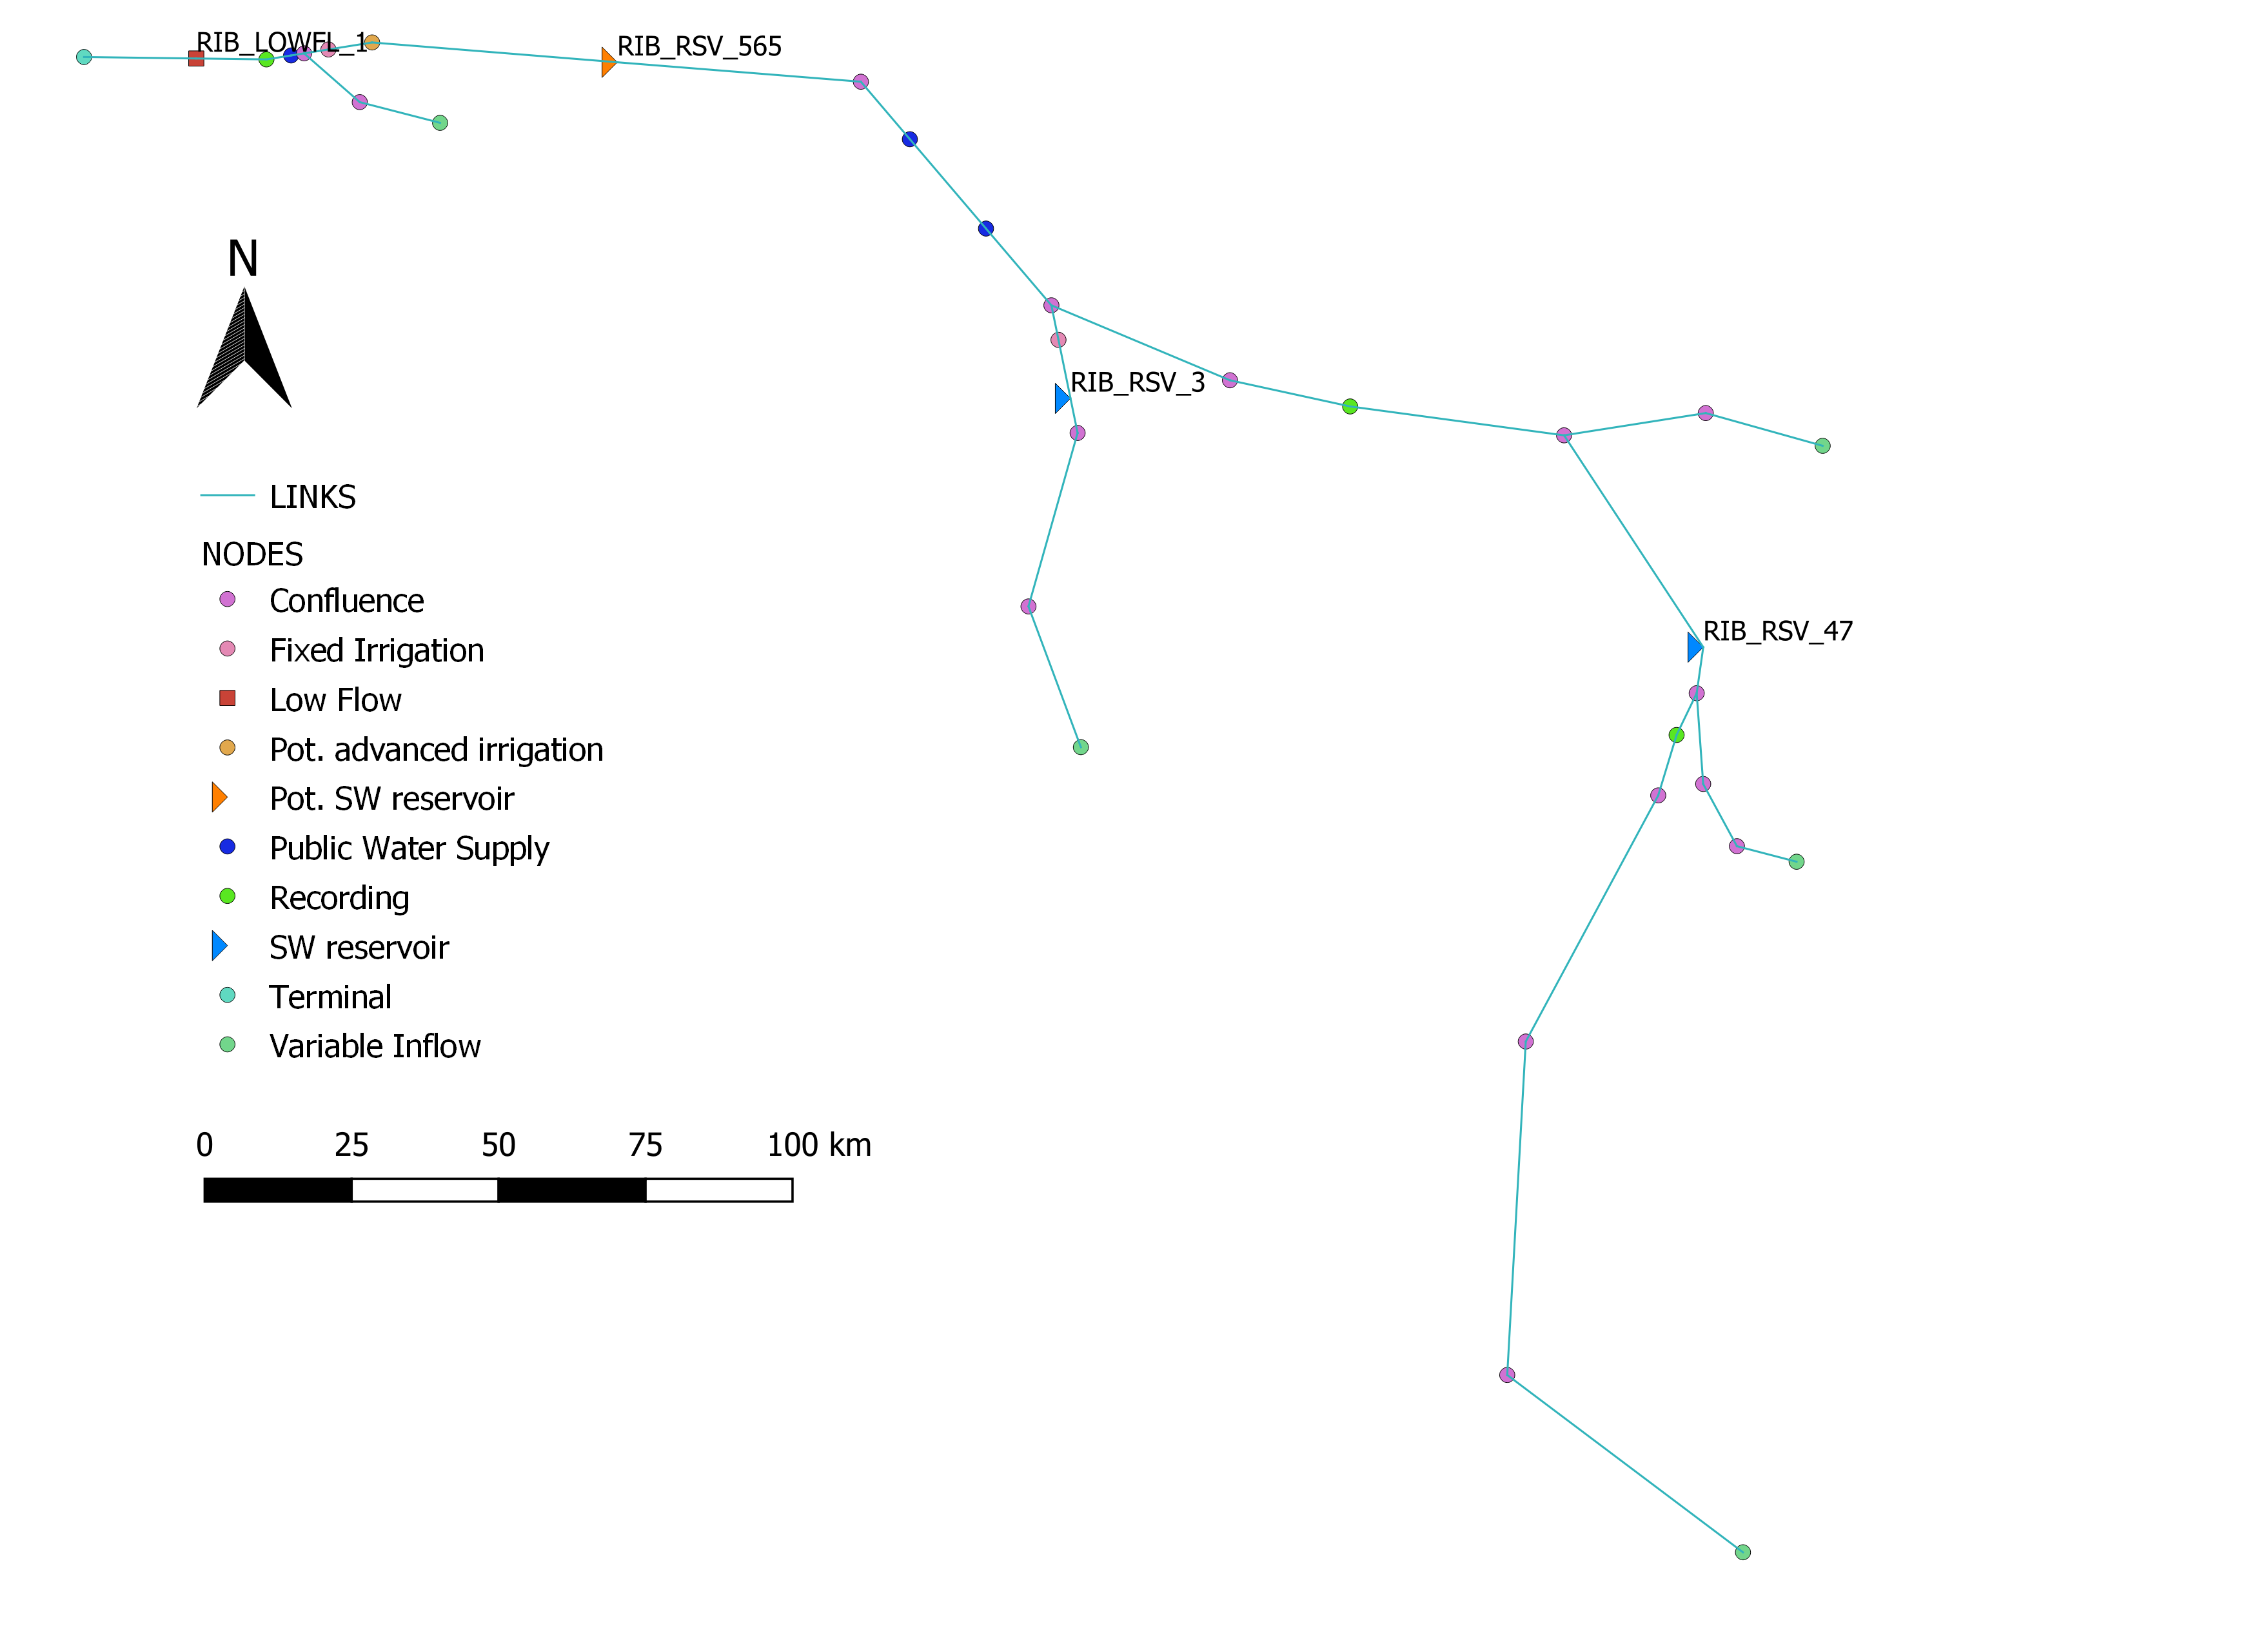 RIB_LOWFL_1
RIB_RSV_565
N
RIB_RSV_3
LINKS
NODES
RIB_RSV_47
Confluence
Fixed Irrigation
Low Flow
Pot. advanced irrigation
Pot. SW reservoir
Public Water Supply
Recording
SW reservoir
Terminal
Variable Inflow
0 25 50 75 100 km